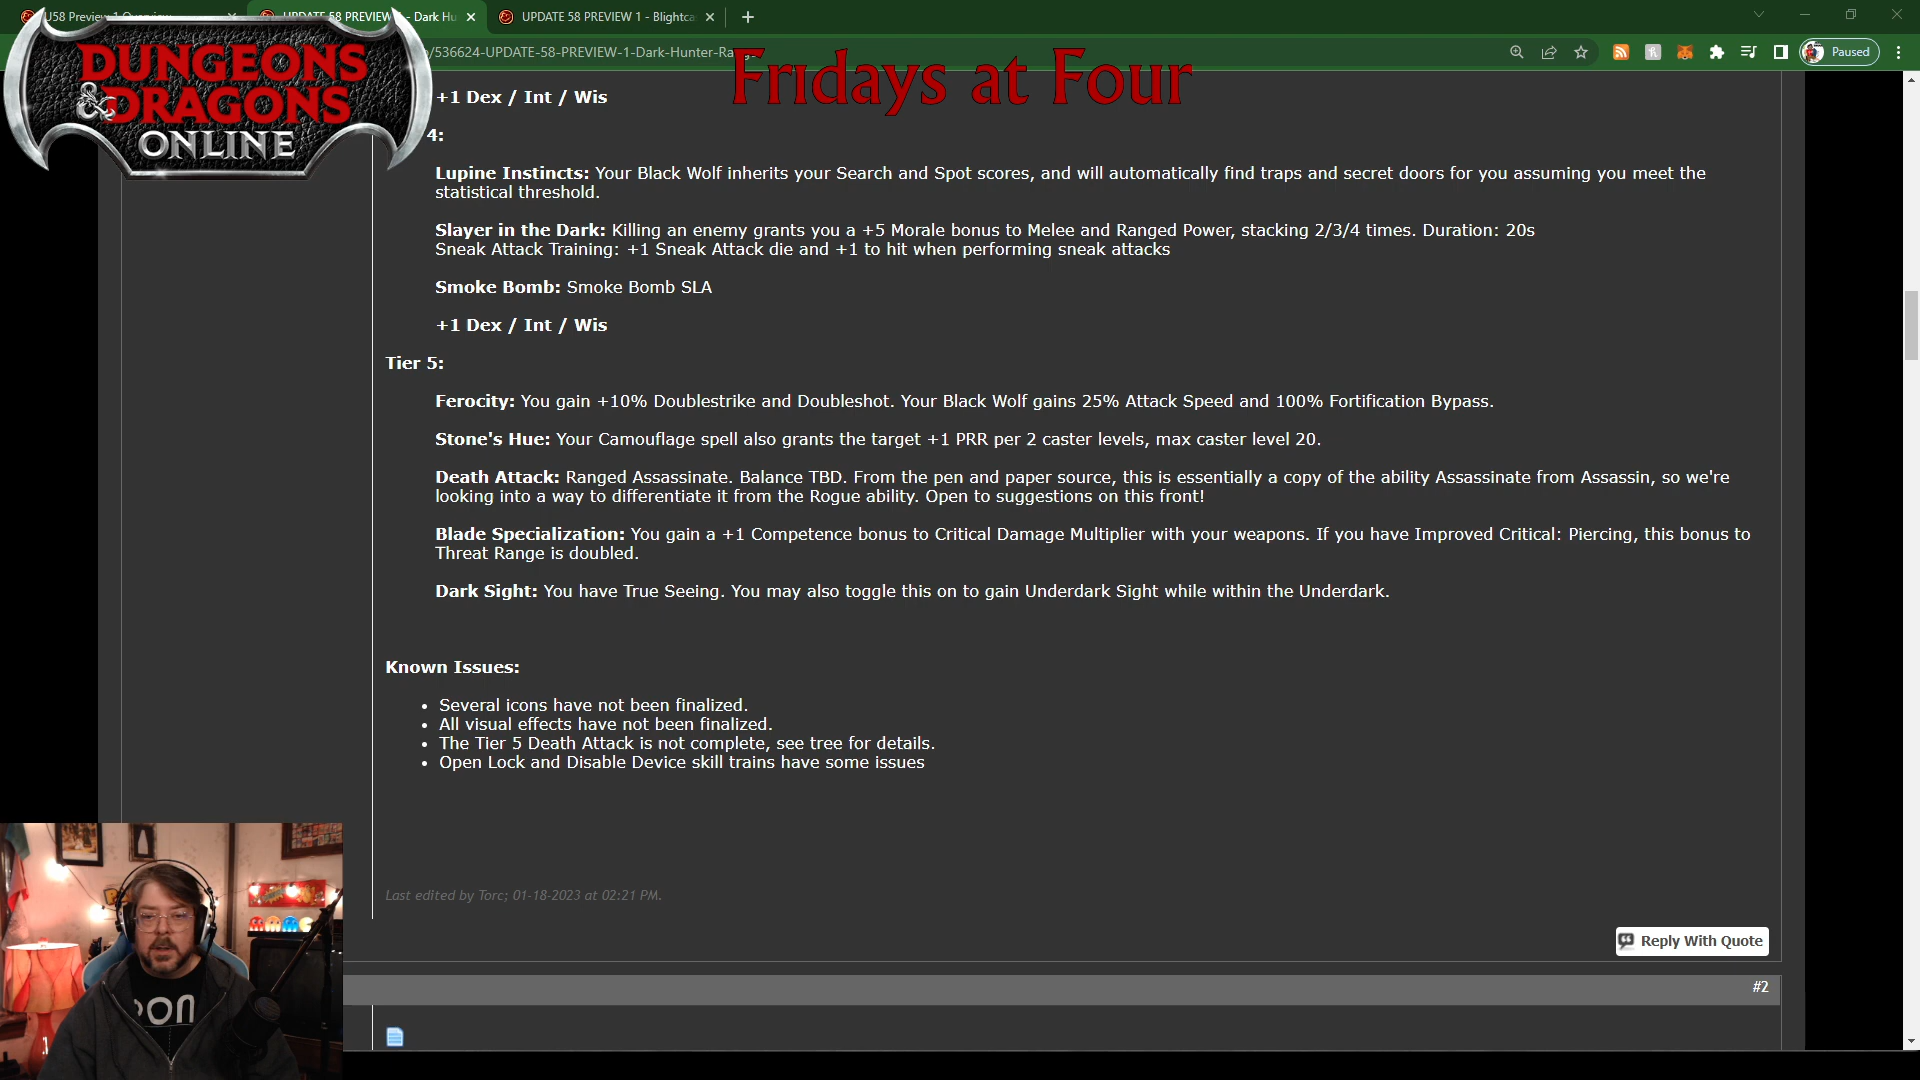 U58 Preview 1 Overview
UPDATE 58 PREVIEW 1 - Dark Hu
UPDATE 58 PREVIEW 1 - Blightca
/536624-UPDATE-58-PREVIEW-1-Dark-Hunter-Ra
Paused
DUNGEONS
& DRAGONS
ONLINE
Fridays at Four
+1 Dex / Int / Wis
4:
Lupine Instincts: Your Black Wolf inherits your Search and Spot scores, and will automatically find traps and secret doors for you assuming you meet the
statistical threshold.
Slayer in the Dark: Killing an enemy grants you a +5 Morale bonus to Melee and Ranged Power, stacking 2/3/4 times. Duration: 20s
Sneak Attack Training: +1 Sneak Attack die and +1 to hit when performing sneak attacks
Smoke Bomb: Smoke Bomb SLA
+1 Dex / Int / Wis
Tier 5:
Ferocity: You gain +10% Doublestrike and Doubleshot. Your Black Wolf gains 25% Attack Speed and 100% Fortification Bypass.
Stone's Hue: Your Camouflage spell also grants the target +1 PRR per 2 caster levels, max caster level 20.
Death Attack: Ranged Assassinate. Balance TBD. From the pen and paper source, this is essentially a copy of the ability Assassinate from Assassin, so we're
looking into a way to differentiate it from the Rogue ability. Open to suggestions on this front!
Blade Specialization: You gain a +1 Competence bonus to Critical Damage Multiplier with your weapons. If you have Improved Critical: Piercing, this bonus to
Threat Range is doubled.
Dark Sight: You have True Seeing. You may also toggle this on to gain Underdark Sight while within the Underdark.
Known Issues:
• Several icons have not been finalized.
• All visual effects have not been finalized.
• The Tier 5 Death Attack is not complete, see tree for details.
• Open Lock and Disable Device skill trains have some issues
Last edited by Torc; 01-18-2023 at 02:21 PM.
Reply With Quote
#2